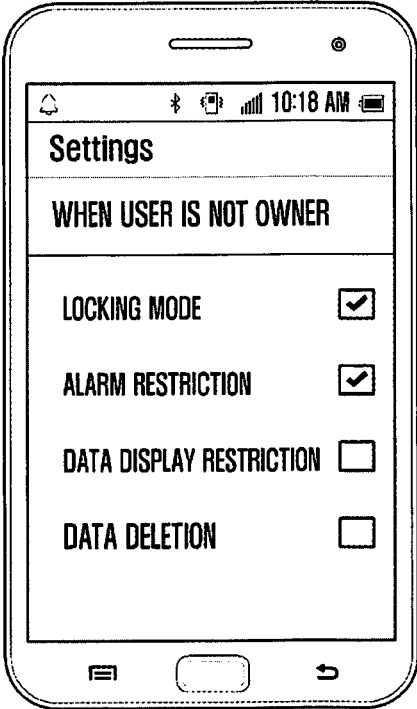 10:18 AM
Settings
WHEN USER IS NOT OWNER
LOCKING MODE
ALARM RESTRICTION
DATA DISPLAY RESTRICTION
DATA DELETION